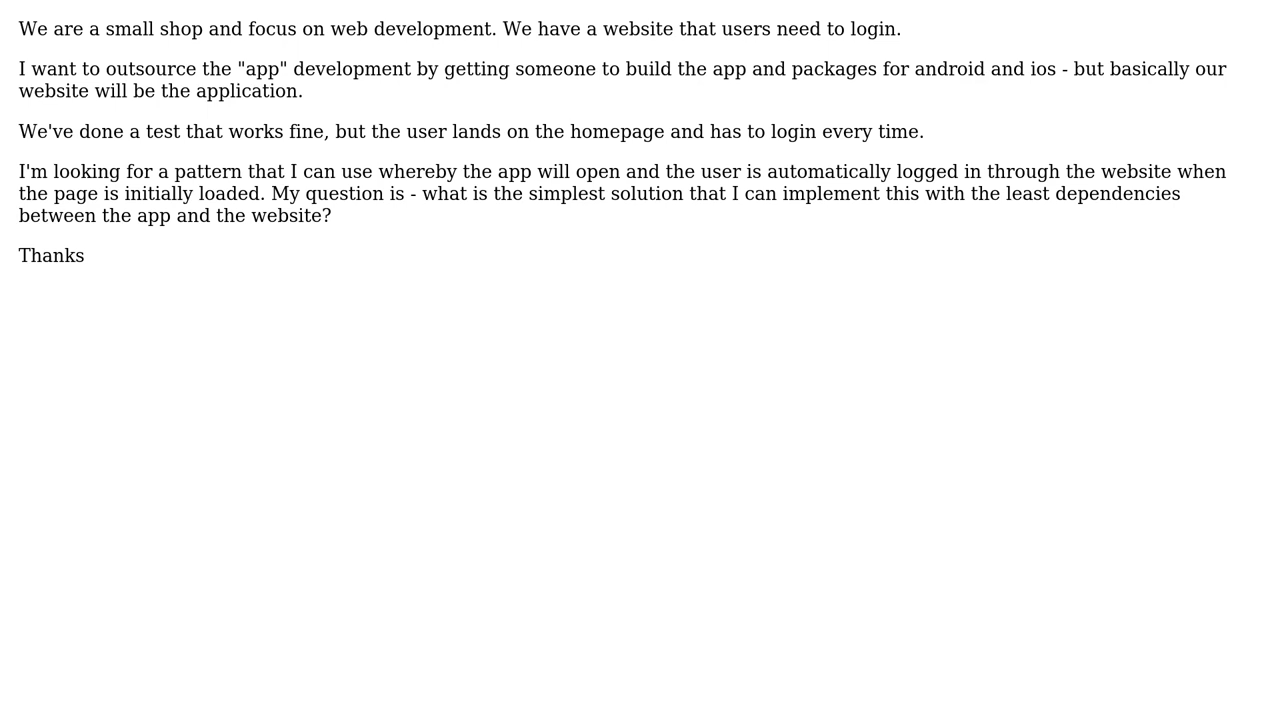 We are a small shop and focus on web development. We have a website that users need to login.
I want to outsource the "app" development by getting someone to build the app and packages for android and ios - but basically our
website will be the application.
We've done a test that works fine, but the user lands on the homepage and has to login every time.
I'm looking for a pattern that I can use whereby the app will open and the user is automatically logged in through the website when
the page is initially loaded. My question is - what is the simplest solution that I can implement this with the least dependencies
between the app and the website?
Thanks